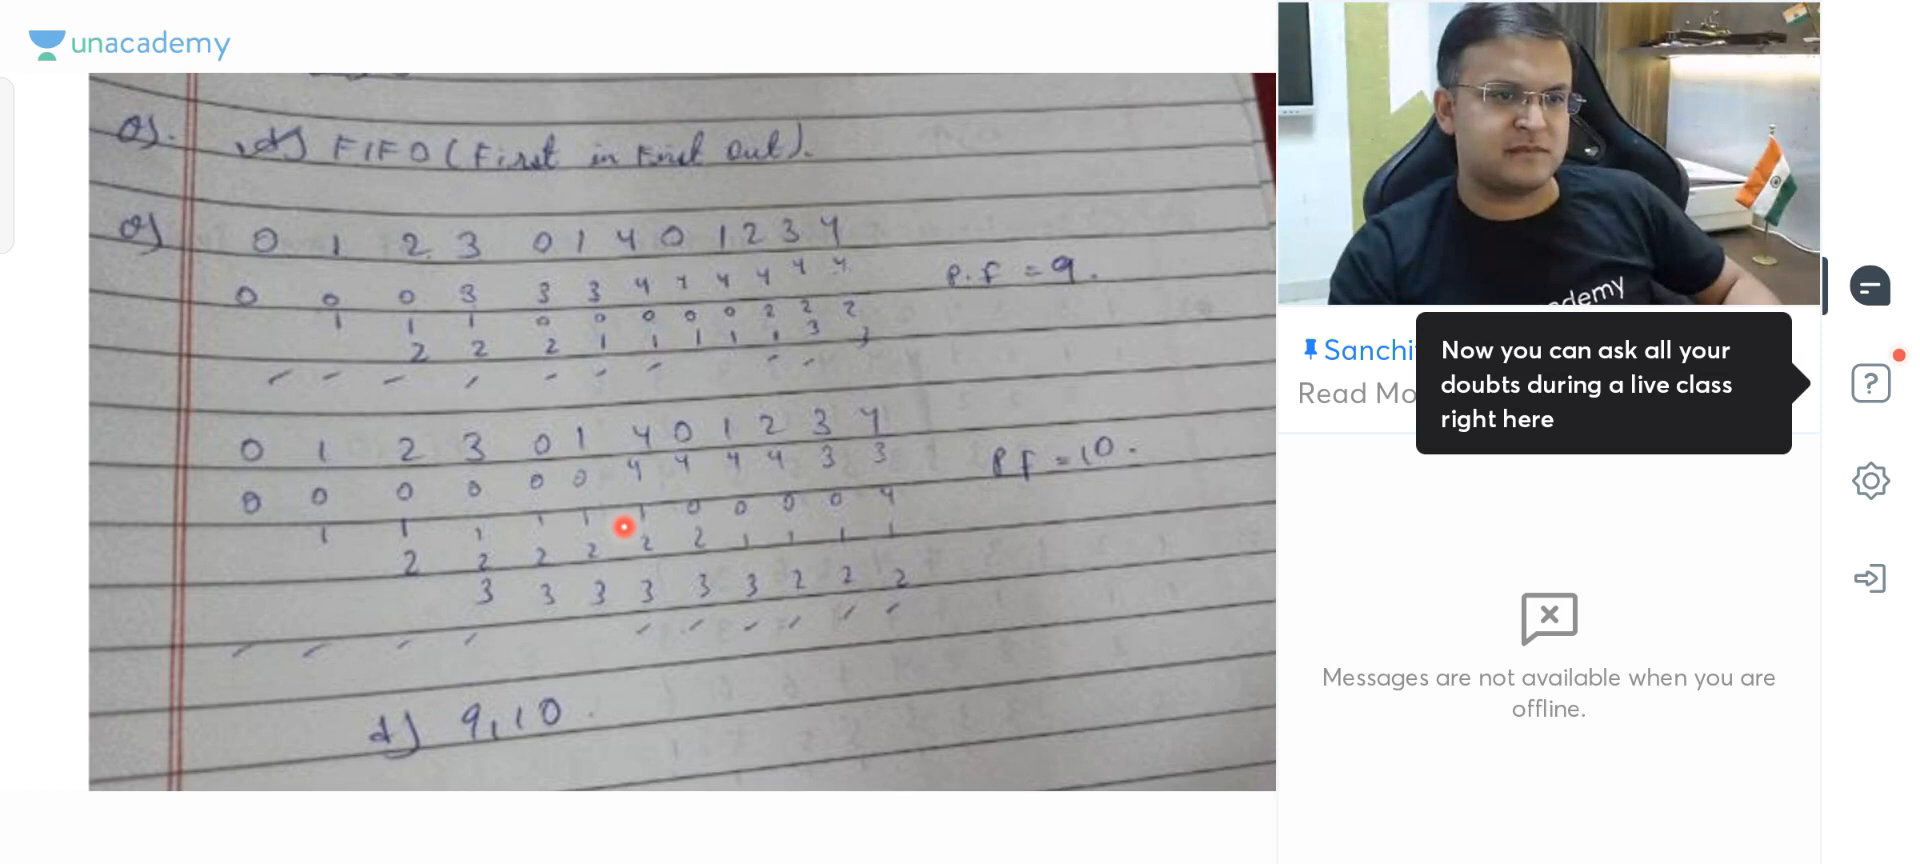 unacademy
Q). d) FIFO (First in First Out).
Q) 0 1 2 3 0 1 4 0 1 2 3 4
0 0 0 3 3 3 4 4 4 4 4 4 P.F = 9.
1 1 1 0 0 0 0 0 2 2 2
2 2 2 1 1 1 1 1 3 3
0 1 2 3 0 1 4 0 1 2 3 4
0 0 0 0 0 0 4 4 4 4 3 3 PF = 10.
1 1 1 1 1 1 0 0 0 0 4
2 2 2 2 2 2 1 1 1 1
3 3 3 3 3 3 2 2 2
d) 9,10.
demy
Sanchi
Read Mo
Now you can ask all your
doubts during a live class
right here
Messages are not available when you are
offline.